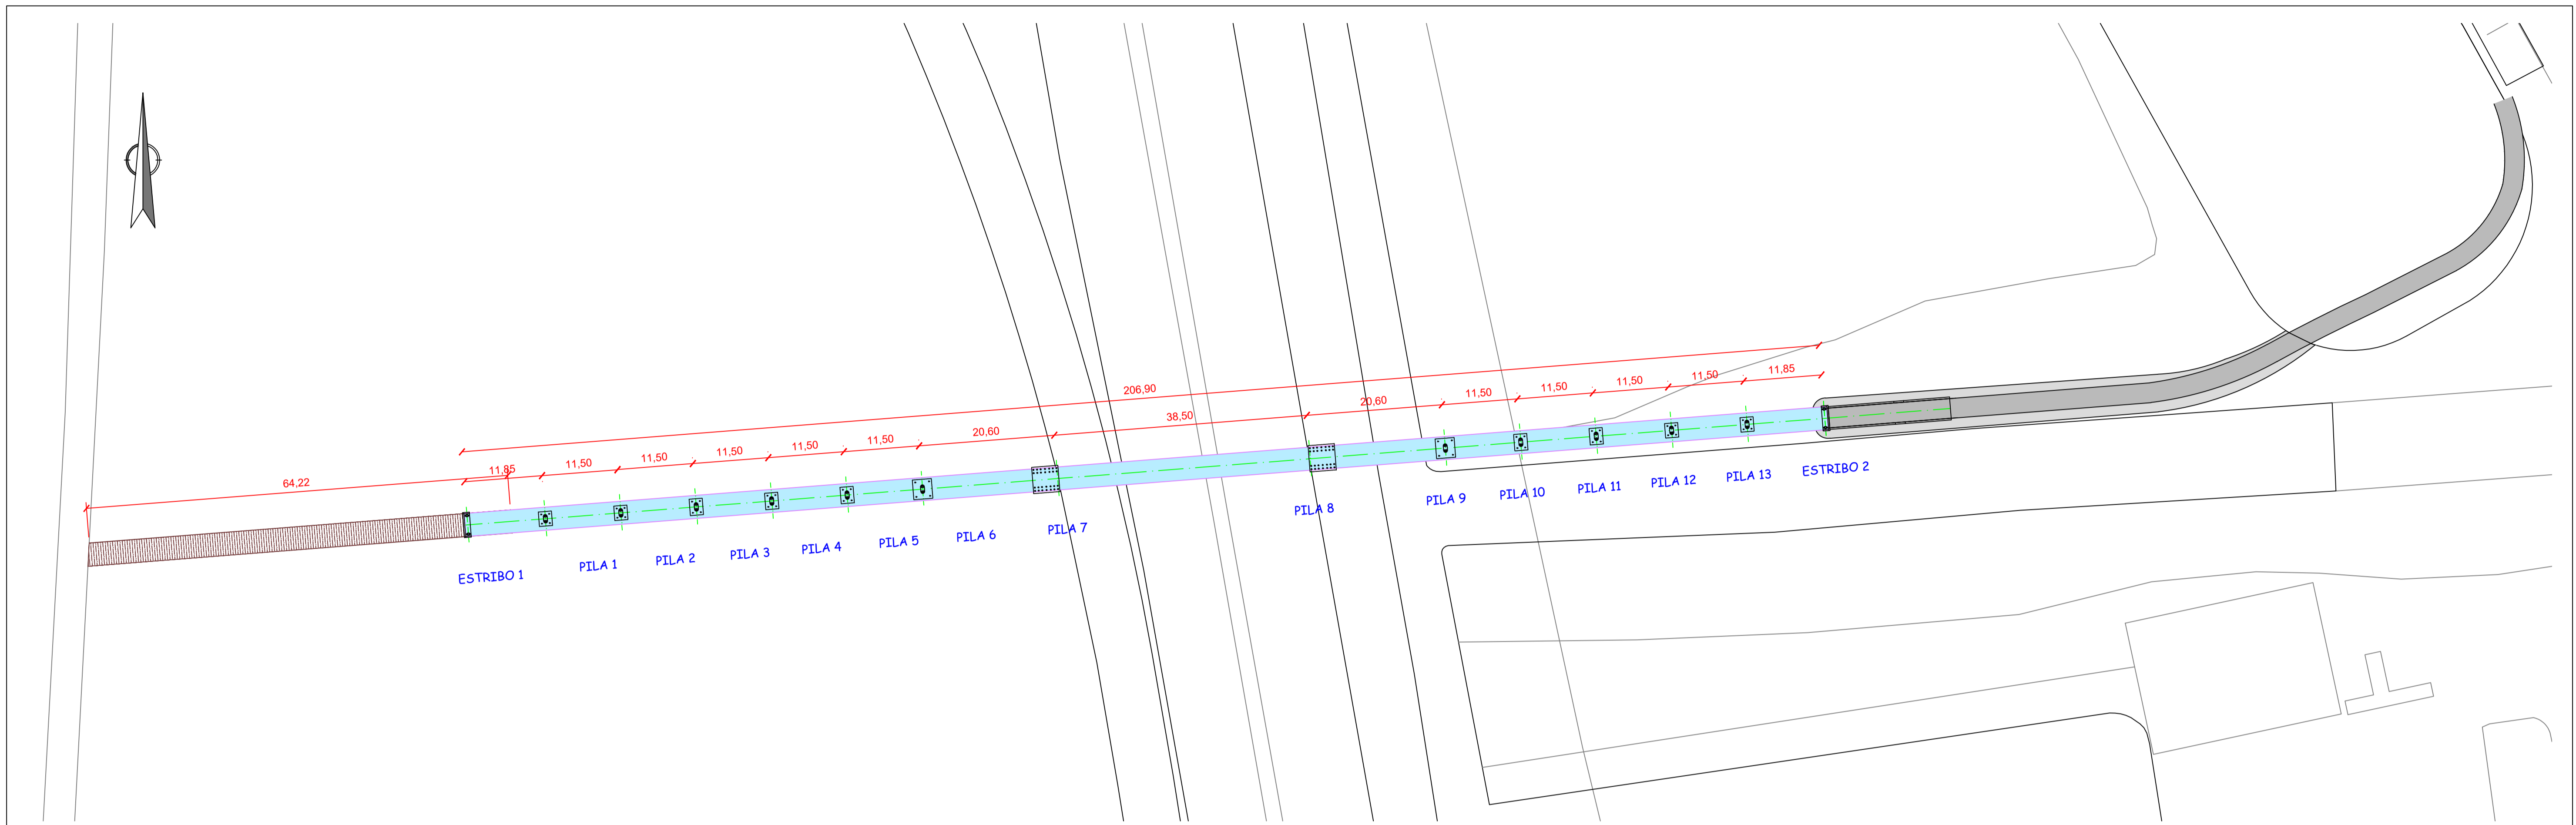 206,90
11,50
11,50
11,50
11,50
11,85
20,60
38,50
20,60
11,50
11,50
11,50
11,50
11,50
11,85
64,22
ESTRIBO 1
PILA 1
PILA 2
PILA 3
PILA 4
PILA 5
PILA 6
PILA 7
PILA 8
PILA 9
PILA 10
PILA 11
PILA 12
PILA 13
ESTRIBO 2